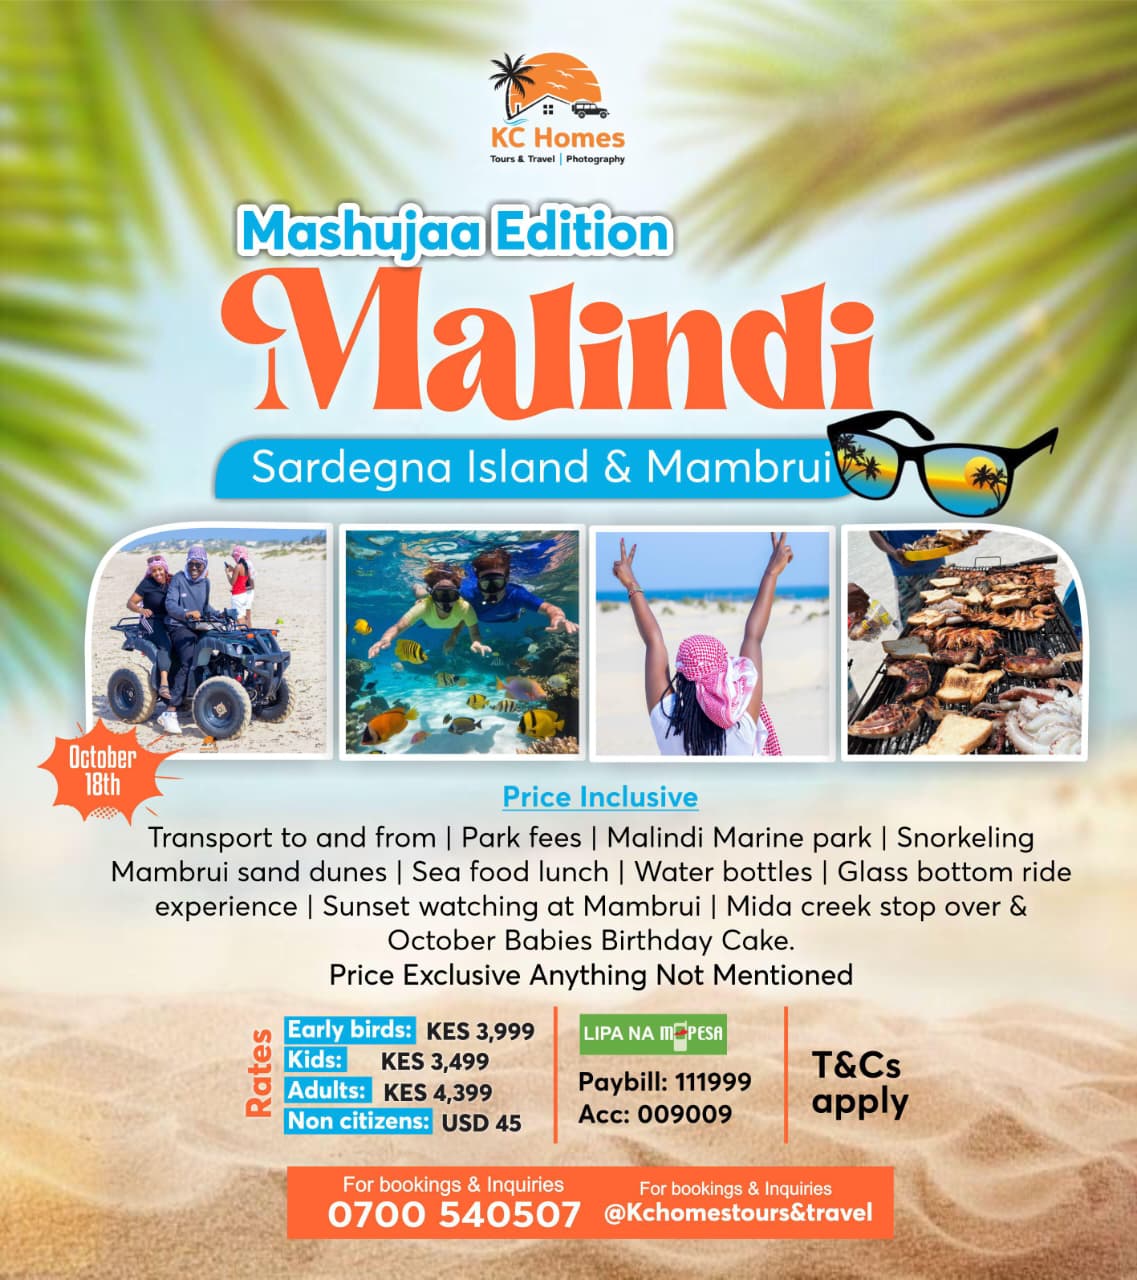 KC Homes
Tours & Travel | Photography
Mashujaa Edition
Malindi
Sardegna Island & Mambrui
October
18th
Price Inclusive
Transport to and from | Park fees | Malindi Marine park | Snorkeling
Mambrui sand dunes | Sea food lunch | Water bottles | Glass bottom ride
experience | Sunset watching at Mambrui | Mida creek stop over &
October Babies Birthday Cake.
Price Exclusive Anything Not Mentioned
Rates
Early birds: KES 3,999
Kids: KES 3,499
Adults: KES 4,399
Non citizens: USD 45
LIPA NA M-PESA
Paybill: 111999
Acc: 009009
T&Cs
apply
For bookings & Inquiries
0700 540507
For bookings & Inquiries
@Kchomestours&travel